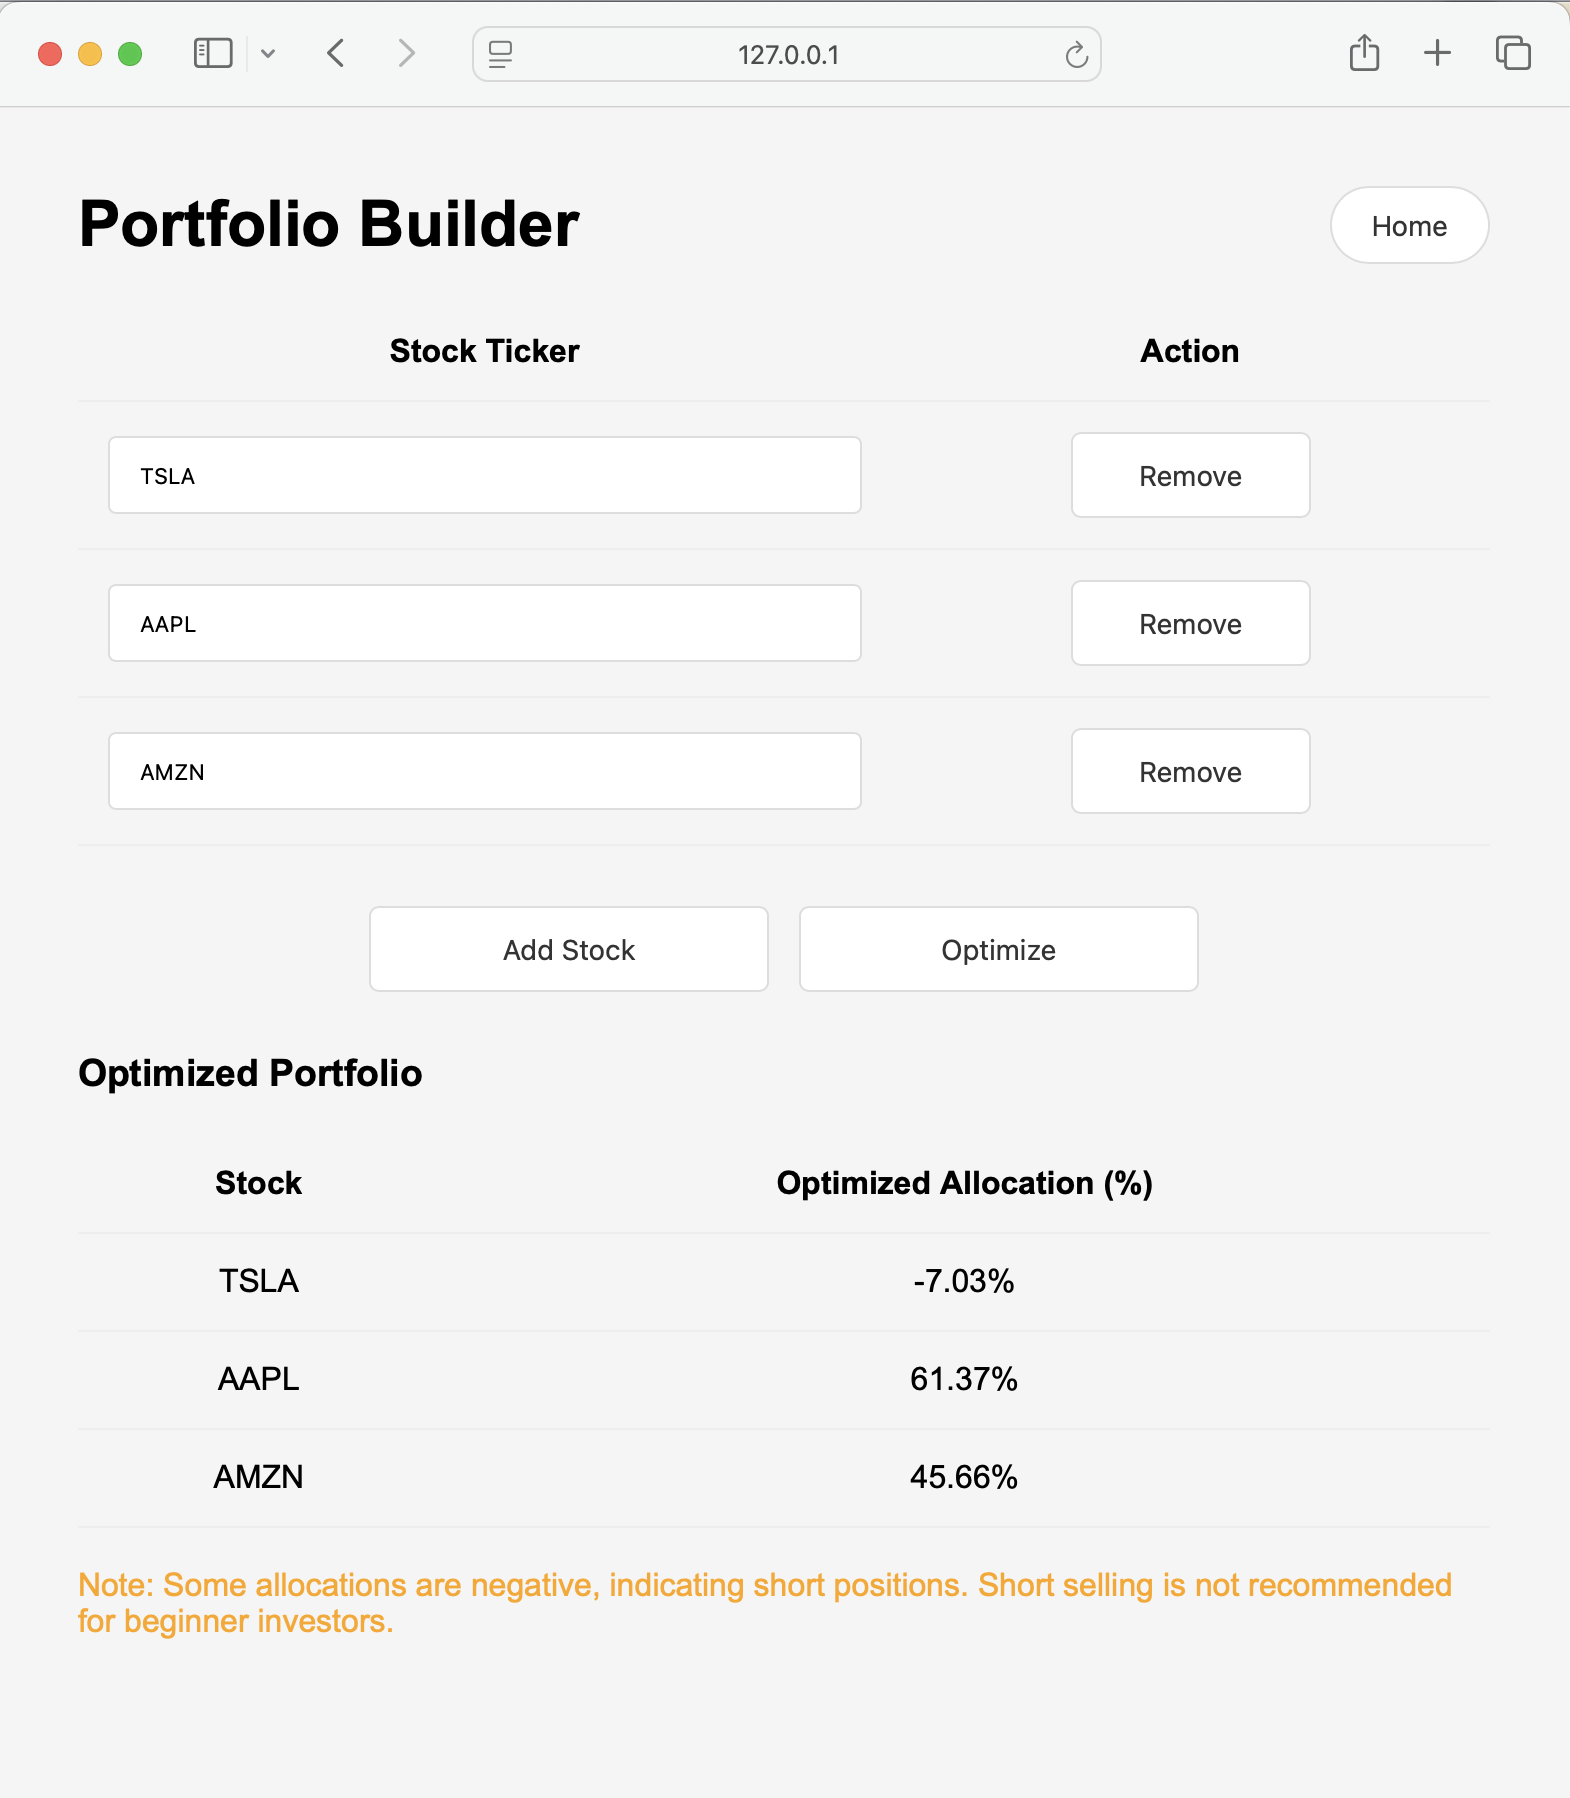 127.0.0.1
Portfolio Builder
Home
Stock Ticker Action
TSLA Remove
AAPL Remove
AMZN Remove
Add Stock Optimize
Optimized Portfolio
Stock Optimized Allocation (%)
TSLA -7.03%
AAPL 61.37%
AMZN 45.66%
Note: Some allocations are negative, indicating short positions. Short selling is not recommended
for beginner investors.